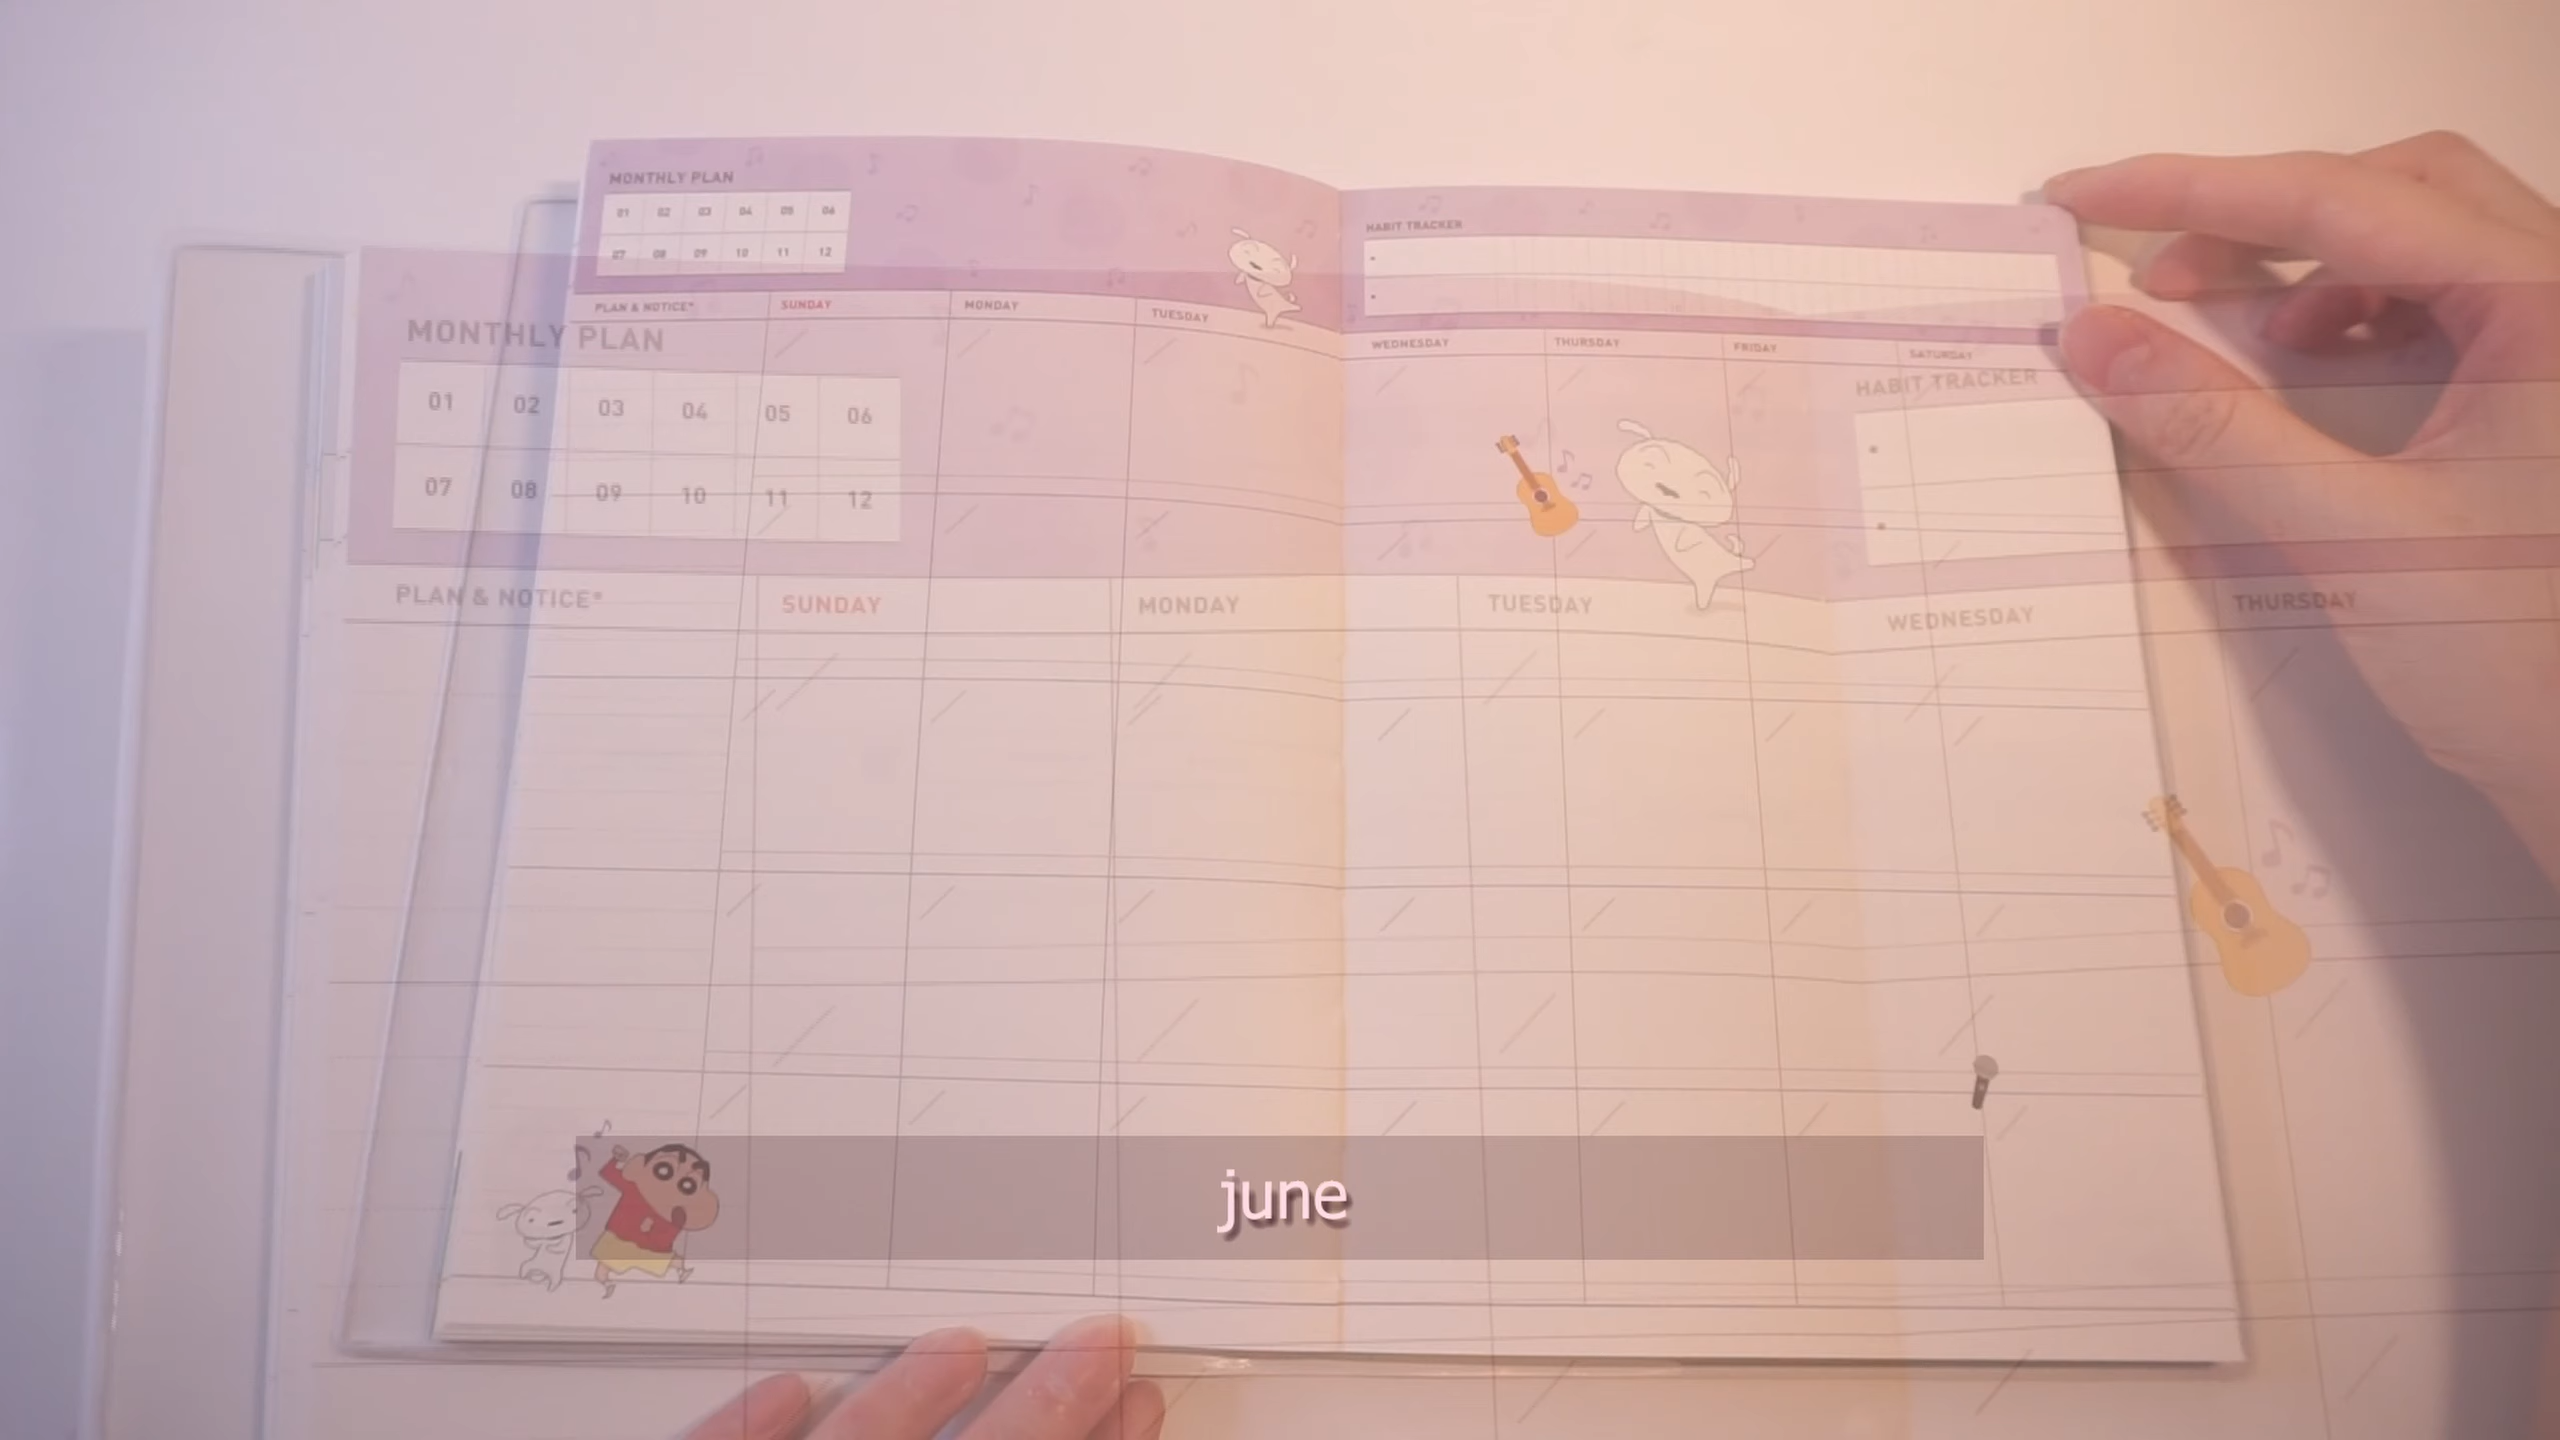 MONTHLY PLAN
01 02 03 04 05 06
07 08 09 10 11 12
HABIT TRACKER
PLAN & NOTICE* SUNDAY MONDAY TUESDAY
WEDNESDAY THURSDAY FRIDAY SATURDAY
MONTHLY PLAN
01 02 03 04 05 06
07 08 09 10 11 12
HABIT TRACKER
PLAN & NOTICE* SUNDAY MONDAY TUESDAY WEDNESDAY THURSDAY
june